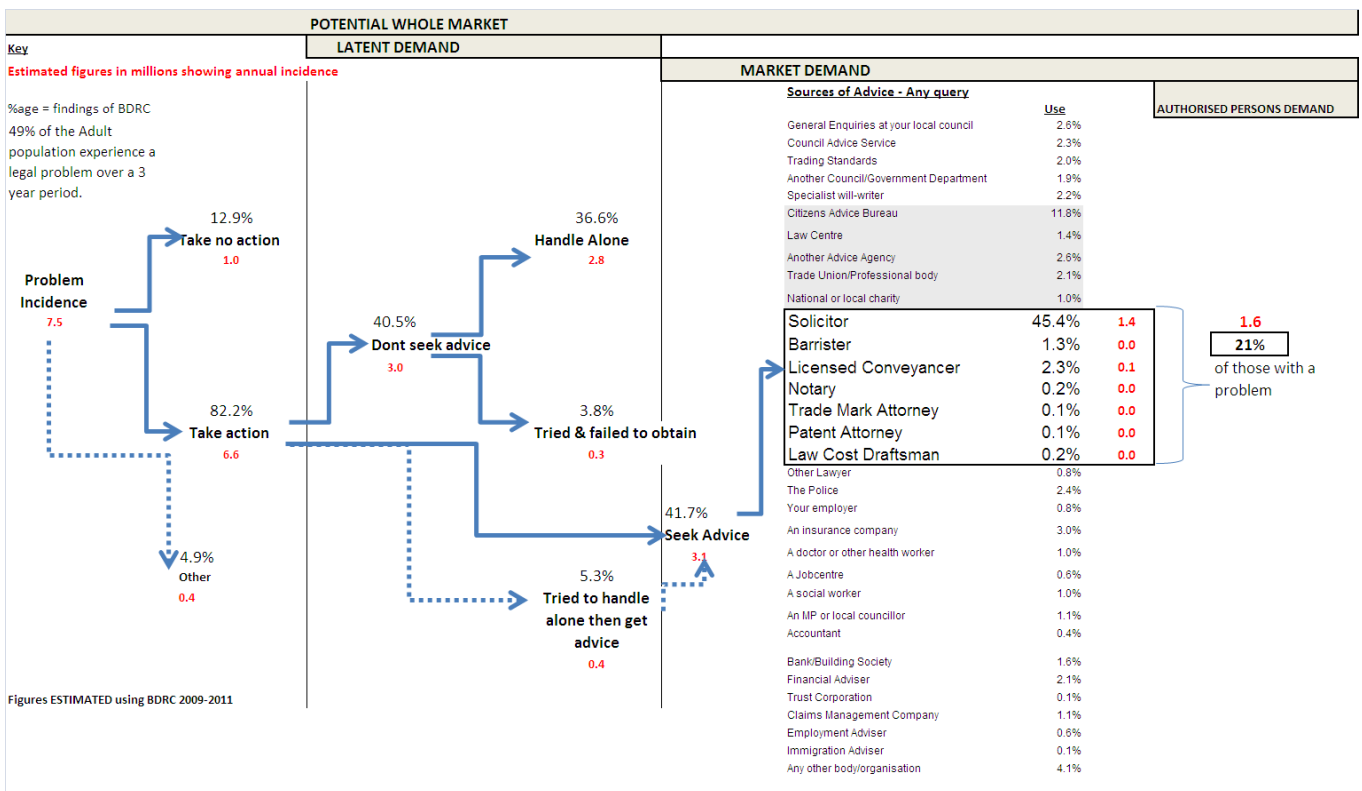 POTENTIAL WHOLE MARKET
Key
LATENT DEMAND
Estimated figures in millions showing annual incidence
MARKET DEMAND
%age = findings of BDRC
49% of the Adult
population experience a
legal problem over a 3
year period.
Problem
Incidence
7.5
12.9%
Take no action
1.0
82.2%
Take action
6.6
4.9%
Other
0.4
Figures ESTIMATED using BDRC 2009-2011
40.5%
Dont seek advice
3.0
36.6%
Handle Alone
2.8
3.8%
Tried & failed to obtain
0.3
5.3%
Tried to handle
alone then get
advice
0.4
41.7%
Seek Advice
3.1
Sources of Advice - Any query
Use
General Enquiries at your local council 2.6%
Council Advice Service 2.3%
Trading Standards 2.0%
Another Council/Government Department 1.9%
Specialist will-writer 2.2%
Citizens Advice Bureau 11.8%
Law Centre 1.4%
Another Advice Agency 2.6%
Trade Union/Professional body 2.1%
National or local charity 1.0%
Solicitor 45.4% 1.4
Barrister 1.3% 0.0
Licensed Conveyancer 2.3% 0.1
Notary 0.2% 0.0
Trade Mark Attorney 0.1% 0.0
Patent Attorney 0.1% 0.0
Law Cost Draftsman 0.2% 0.0
Other Lawyer 0.8%
The Police 2.4%
Your employer 0.8%
An insurance company 3.0%
A doctor or other health worker 1.0%
A Jobcentre 0.6%
A social worker 1.0%
An MP or local councillor 1.1%
Accountant 0.4%
Bank/Building Society 1.6%
Financial Adviser 2.1%
Trust Corporation 0.1%
Claims Management Company 1.1%
Employment Adviser 0.6%
Immigration Adviser 0.1%
Any other body/organisation 4.1%
AUTHORISED PERSONS DEMAND
1.6
21%
of those with a
problem